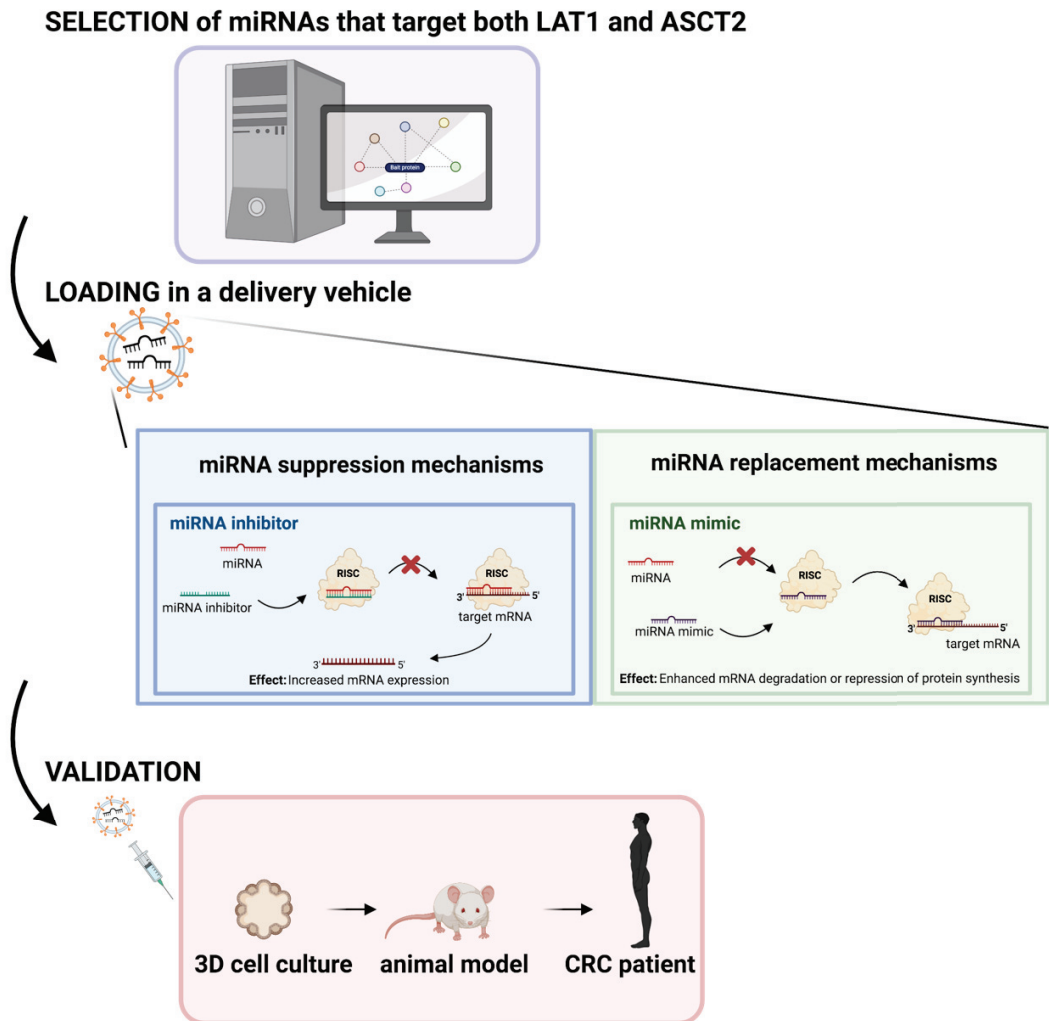 SELECTION of miRNAs that target both LAT1 and ASCT2
Bait protein
LOADING in a delivery vehicle
miRNA suppression mechanisms
miRNA inhibitor
miRNA
miRNA inhibitor
RISC
RISC
3' 5'
target mRNA
3' 5'
Effect: Increased mRNA expression
miRNA replacement mechanisms
miRNA mimic
miRNA
miRNA mimic
RISC
RISC
3' 5'
target mRNA
Effect: Enhanced mRNA degradation or repression of protein synthesis
VALIDATION
3D cell culture
animal model
CRC patient